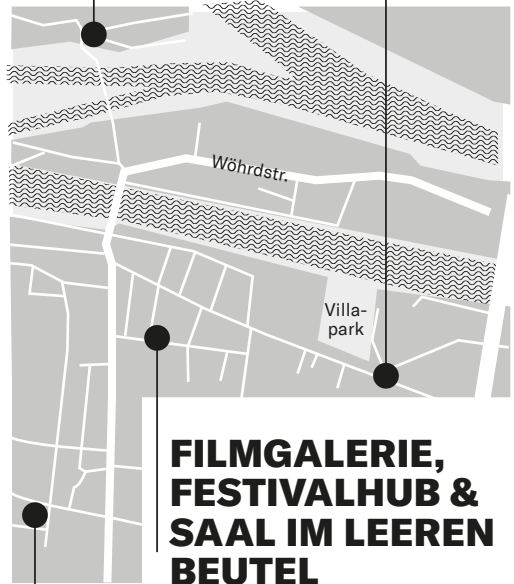 Wöhrdstr.
Villa-
park
FILMGALERIE,
FESTIVALHUB &
SAAL IM LEEREN
BEUTEL